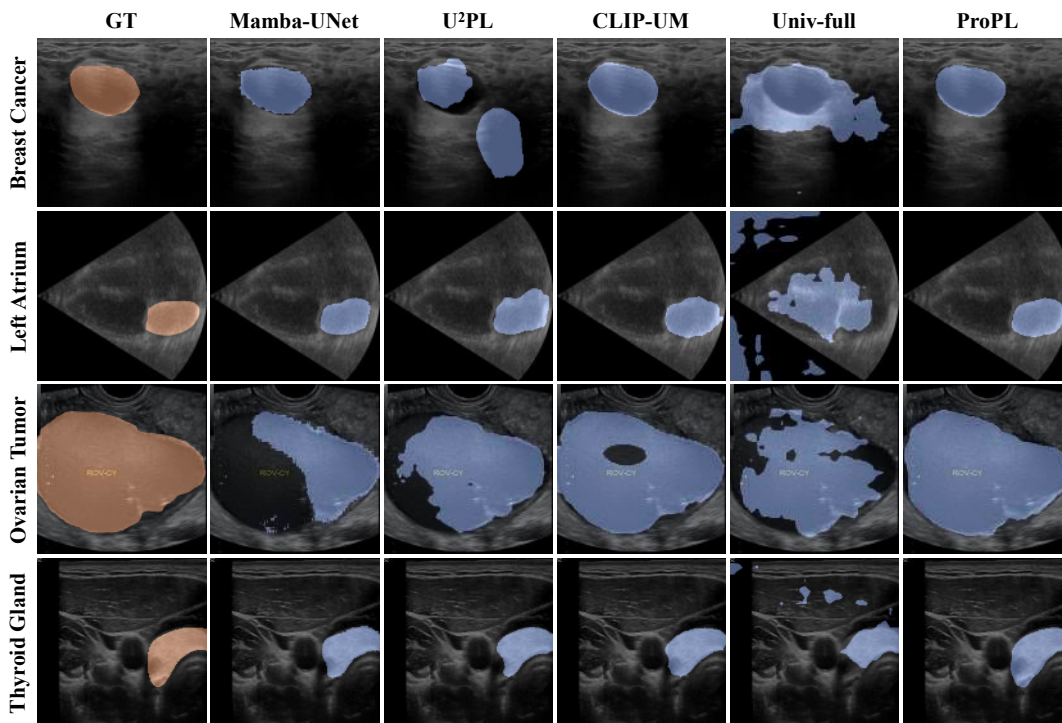 GT Mamba-UNet U²PL CLIP-UM Univ-full ProPL
Breast Cancer
Left Atrium
Ovarian Tumor
ROV-CY ROV-CY ROV-CY ROV-CY ROV-CY ROV-CY
Thyroid Gland